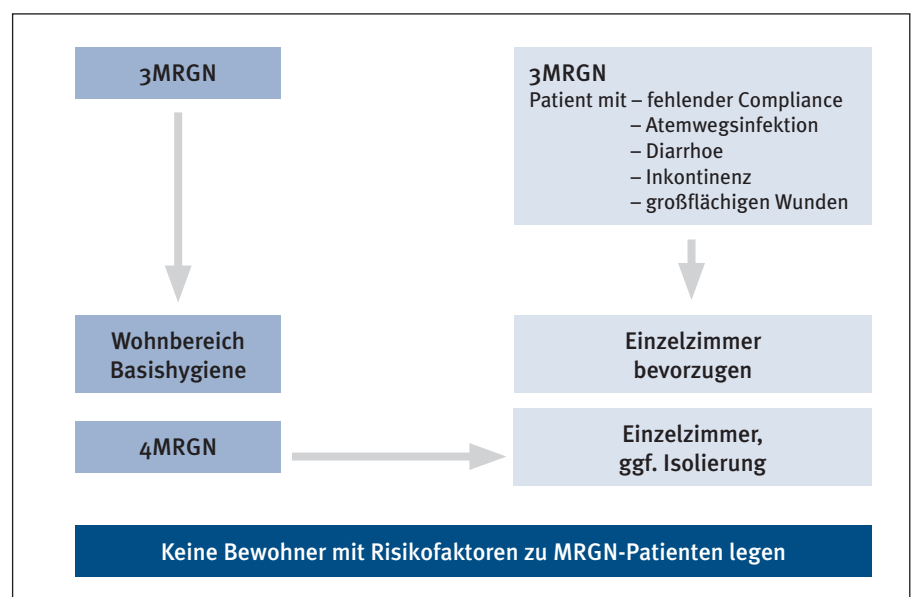 3MRGN
3MRGN
Patient mit – fehlender Compliance
– Atemwegsinfektion
– Diarrhoe
– Inkontinenz
– großflächigen Wunden
Wohnbereich
Basishygiene
Einzelzimmer
bevorzugen
4MRGN
Einzelzimmer,
ggf. Isolierung
Keine Bewohner mit Risikofaktoren zu MRGN-Patienten legen